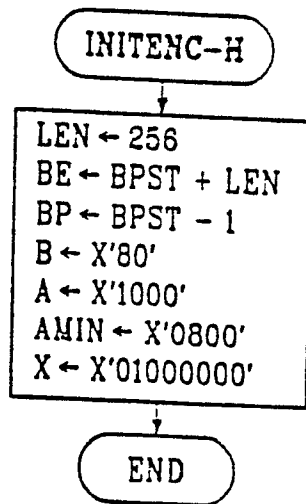 INITENC-H
LEN ← 256
BE ← BPST + LEN
BP ← BPST - 1
B ← X'80'
A ← X'1000'
AMIN ← X'0800'
X ← X'01000000'
END